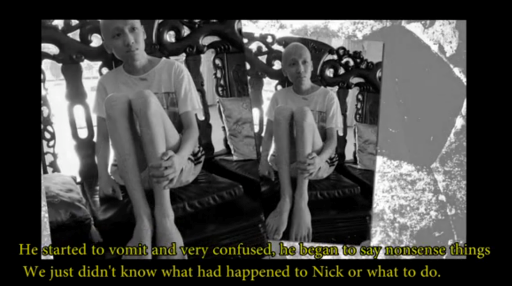 He started to vomit and very confused, he began to say nonsense things
We just didn't know what had happened to Nick or what to do.